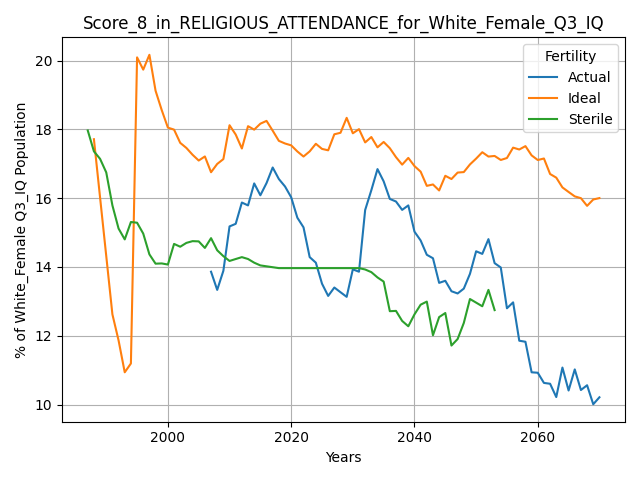 Score_8_in_RELIGIOUS_ATTENDANCE_for_White_Female_Q3_IQ
Fertility
Actual
Ideal
Sterile
% of White_Female Q3_IQ Population
20
18
16
14
12
10
2000
2020
2040
2060
Years